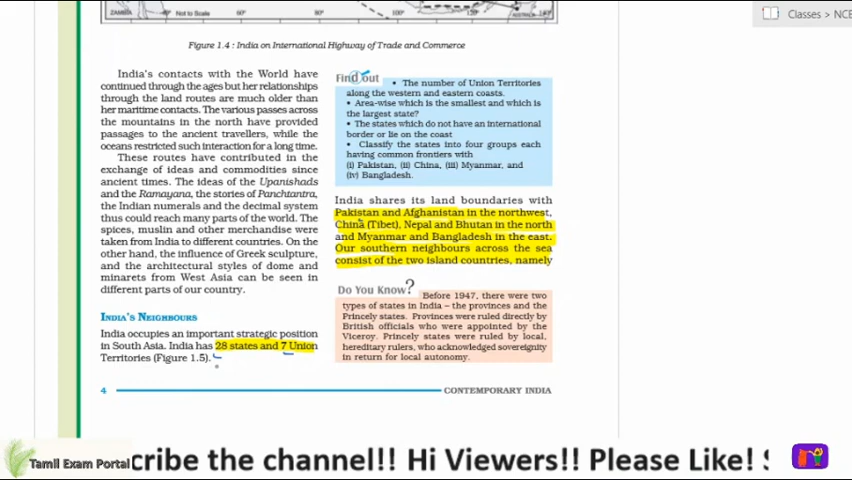 Classes > NCE
ZAMBIA
Not to Scale
60°
80°
100°
120°
AUSTRALIA
140°
Figure 1.4 : India on International Highway of Trade and Commerce
India's contacts with the World have
continued through the ages but her relationships
through the land routes are much older than
her maritime contacts. The various passes across
the mountains in the north have provided
passages to the ancient travellers, while the
oceans restricted such interaction for a long time.
These routes have contributed in the
exchange of ideas and commodities since
ancient times. The ideas of the Upanishads
and the Ramayana, the stories of Panchtantra,
the Indian numerals and the decimal system
thus could reach many parts of the world. The
spices, muslin and other merchandise were
taken from India to different countries. On the
other hand, the influence of Greek sculpture,
and the architectural styles of dome and
minarets from West Asia can be seen in
different parts of our country.
INDIA'S NEIGHBOURS
India occupies an important strategic position
in South Asia. India has 28 states and 7 Union
Territories (Figure 1.5).
Find out
• The number of Union Territories
along the western and eastern coasts.
• Area-wise which is the smallest and which is
the largest state?
• The states which do not have an international
border or lie on the coast
• Classify the states into four groups each
having common frontiers with
(i) Pakistan, (ii) China, (iii) Myanmar, and
(iv) Bangladesh.
India shares its land boundaries with
Pakistan and Afghanistan in the northwest,
China (Tibet), Nepal and Bhutan in the north
and Myanmar and Bangladesh in the east.
Our southern neighbours across the sea
consist of the two island countries, namely
Do You Know?
Before 1947, there were two
types of states in India – the provinces and the
Princely states. Provinces were ruled directly by
British officials who were appointed by the
Viceroy. Princely states were ruled by local,
hereditary rulers, who acknowledged sovereignity
in return for local autonomy.
4
CONTEMPORARY INDIA
Tamil Exam Portal
cribe the channel!! Hi Viewers!! Please Like! S